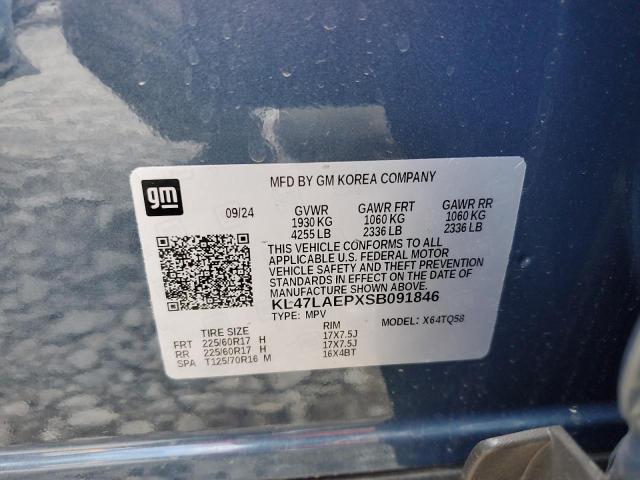 gm
MFD BY GM KOREA COMPANY
09/24 GVWR GAWR FRT GAWR RR
1930 KG 1060 KG 1060 KG
4255 LB 2336 LB 2336 LB
THIS VEHICLE CONFORMS TO ALL
APPLICABLE U.S. FEDERAL MOTOR
VEHICLE SAFETY AND THEFT PREVENTION
STANDARDS IN EFFECT ON THE DATE OF
MANUFACTURE SHOWN ABOVE.
KL47LAEPXSB091846
TYPE: MPV MODEL: X64TQ58
TIRE SIZE RIM
FRT 225/60R17 H 17X7.5J
RR 225/60R17 H 17X7.5J
SPA T125/70R16 M 16X4BT